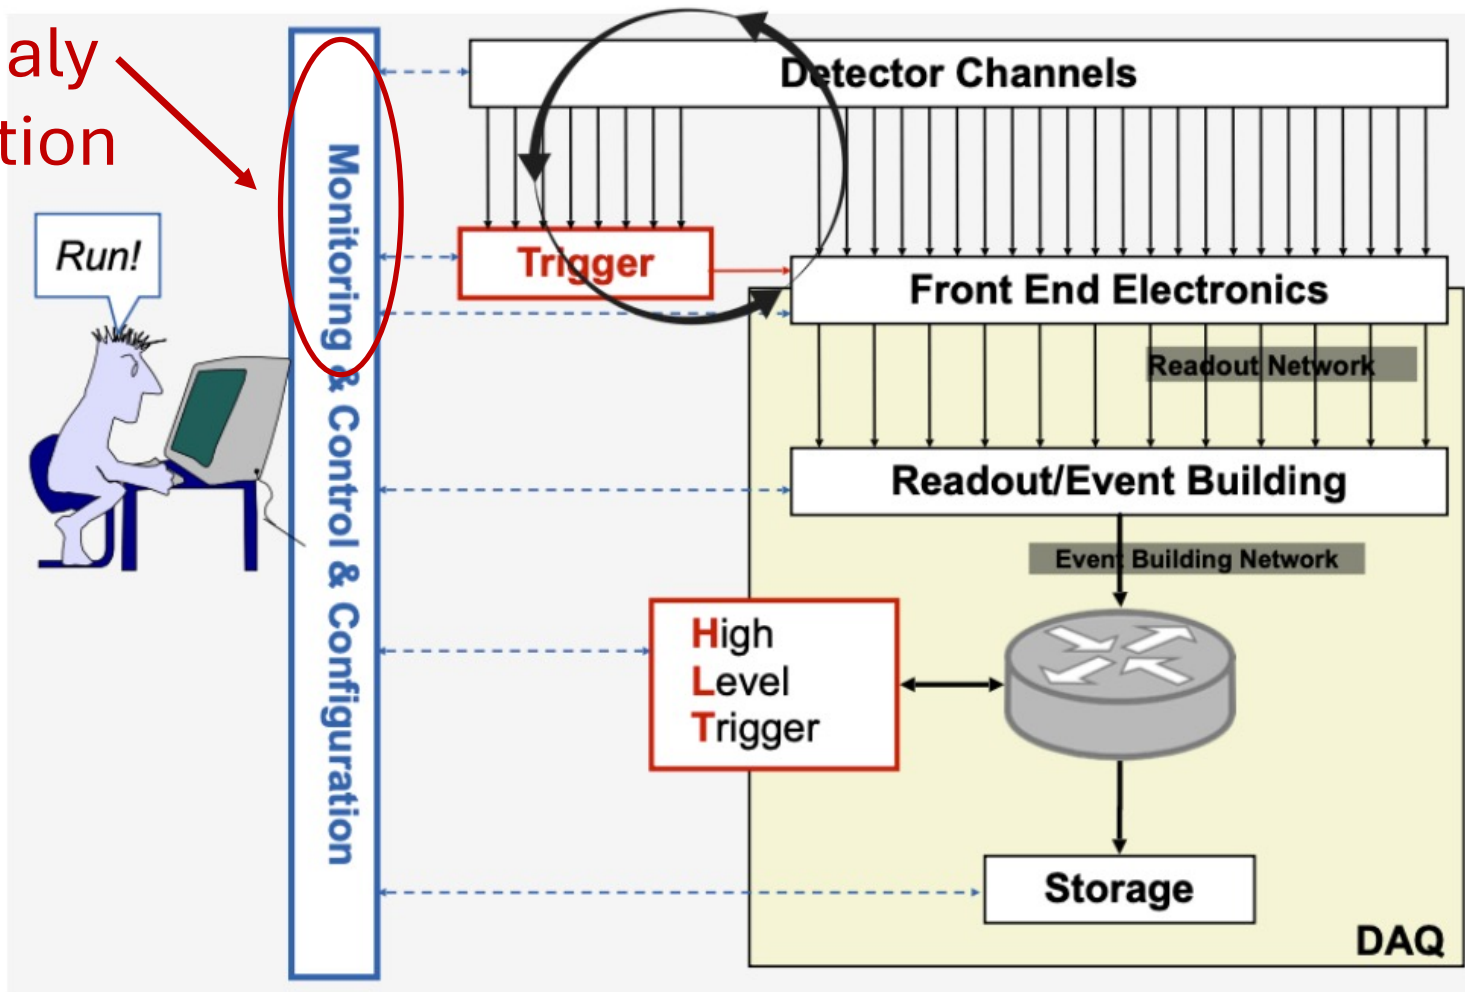 aly
tion
Detector Channels
Run!
Monitoring & Control & Configuration
Trigger
Front End Electronics
Readout Network
Readout/Event Building
Event Building Network
High
Level
Trigger
Storage
DAQ